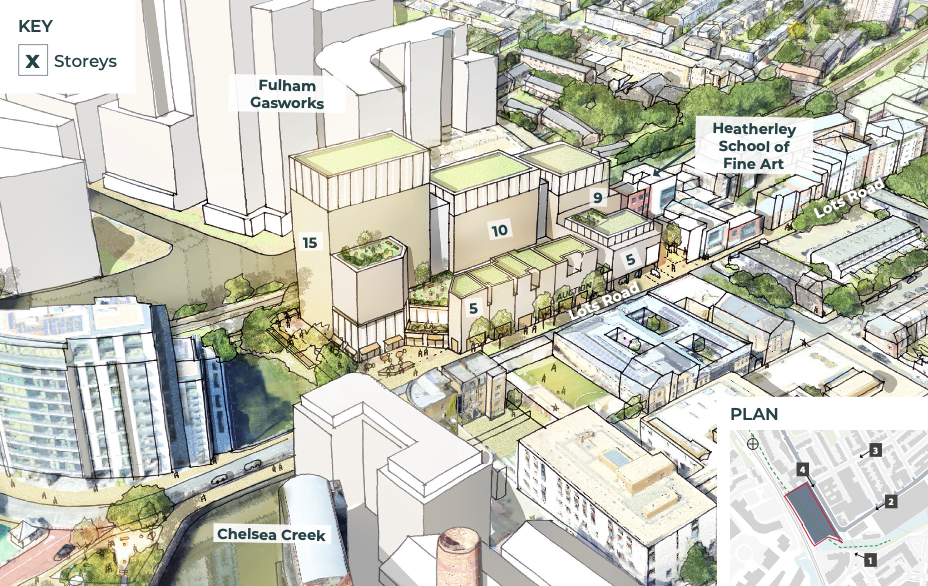 KEY
X Storeys
Fulham
Gasworks
Heatherley
School of
Fine Art
Lots Road
15
10
9
5
5
AUCTION
Lots Road
Chelsea Creek
PLAN
3
4
2
1